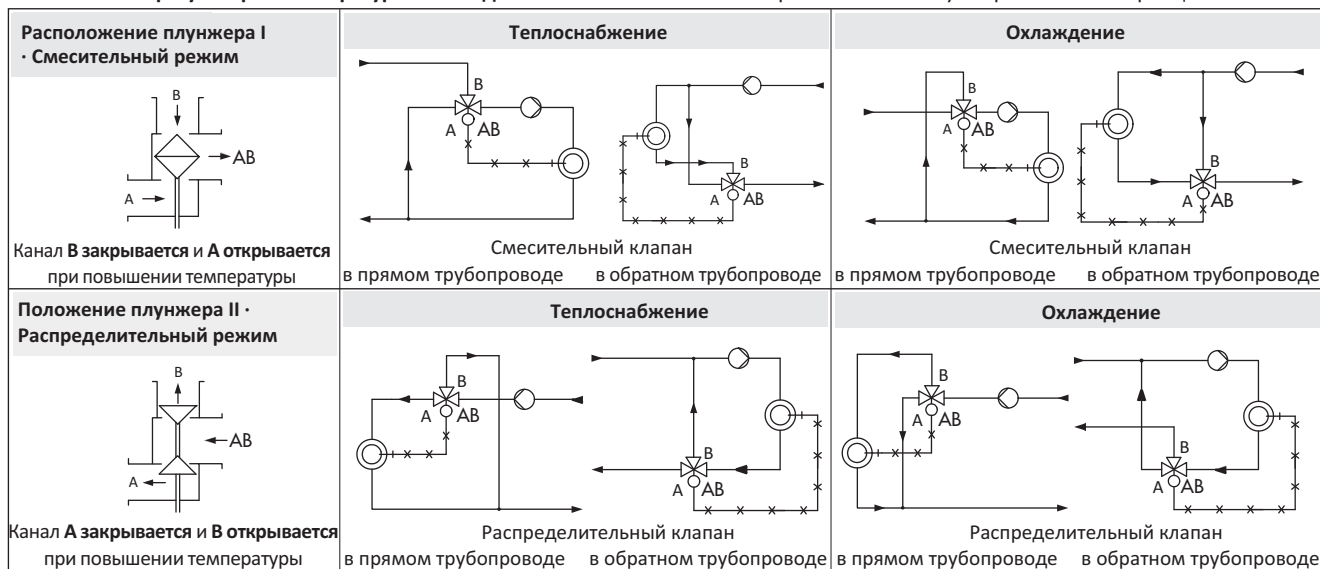 Расположение плунжера I
· Смесительный режим
B
AB
A
Канал B закрывается и A открывается
при повышении температуры
Теплоснабжение
B
A AB
B
A AB
Смесительный клапан
в прямом трубопроводе в обратном трубопроводе
Охлаждение
B
A AB
B
A AB
Смесительный клапан
в прямом трубопроводе в обратном трубопроводе
Положение плунжера II ·
Распределительный режим
B
AB
A
Канал A закрывается и B открывается
при повышении температуры
Теплоснабжение
B
A AB
B
A AB
Распределительный клапан
в прямом трубопроводе в обратном трубопроводе
Охлаждение
B
A AB
B
A AB
Распределительный клапан
в прямом трубопроводе в обратном трубопроводе